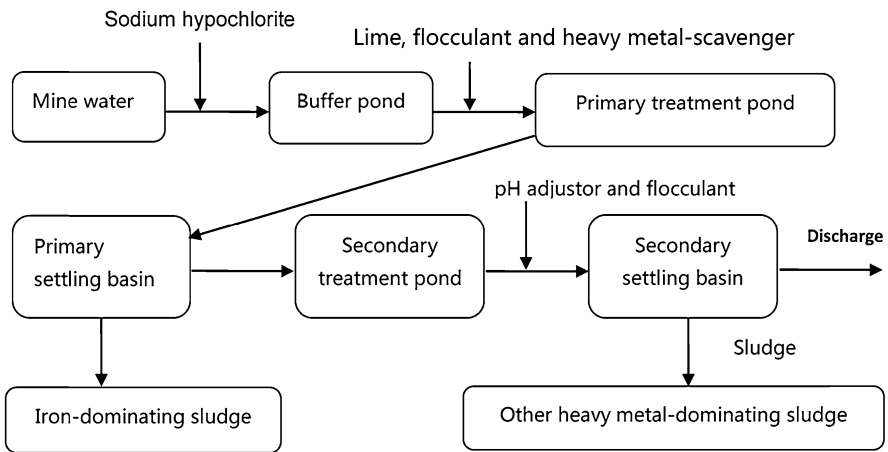 Sodium hypochlorite
Lime, flocculant and heavy metal-scavenger
Mine water
Buffer pond
Primary treatment pond
pH adjustor and flocculant
Primary
settling basin
Secondary
treatment pond
Secondary
settling basin
Discharge
Sludge
Iron-dominating sludge
Other heavy metal-dominating sludge